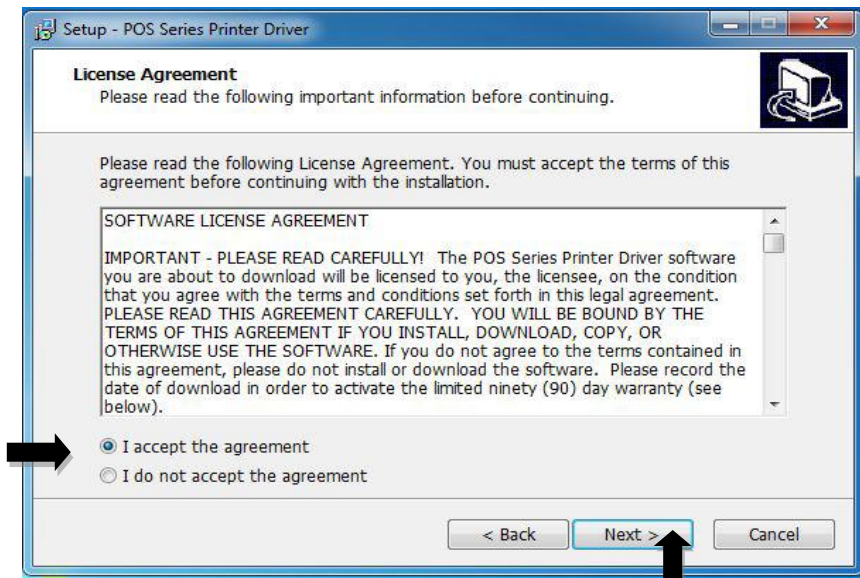 Setup - POS Series Printer Driver
License Agreement
Please read the following important information before continuing.
Please read the following License Agreement. You must accept the terms of this
agreement before continuing with the installation.
SOFTWARE LICENSE AGREEMENT
IMPORTANT - PLEASE READ CAREFULLY!  The POS Series Printer Driver software
you are about to download will be licensed to you, the licensee, on the condition
that you agree with the terms and conditions set forth in this legal agreement.
PLEASE READ THIS AGREEMENT CAREFULLY.  YOU WILL BE BOUND BY THE
TERMS OF THIS AGREEMENT IF YOU INSTALL, DOWNLOAD, COPY, OR
OTHERWISE USE THE SOFTWARE. If you do not agree to the terms contained in
this agreement, please do not install or download the software.  Please record the
date of download in order to activate the limited ninety (90) day warranty (see
below).
I accept the agreement
I do not accept the agreement
< Back Next > Cancel